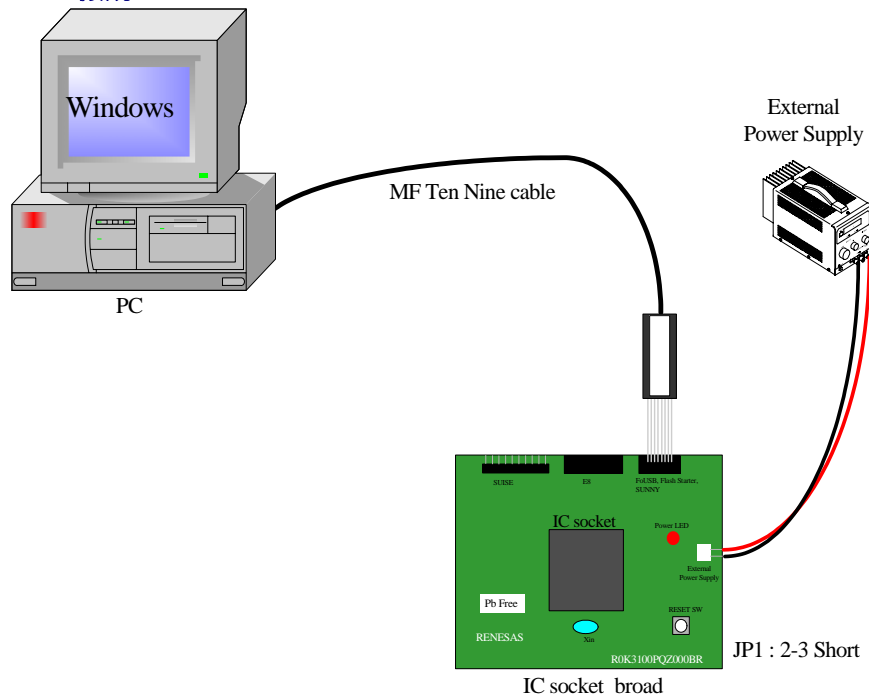 Windows
External
Power Supply
MF Ten Nine cable
PC
SUISE
E8
FoUSB, Flash Starter,
SUNNY
IC socket
Power LED
External
Power Supply
Pb Free
RESET SW
RENESAS
Xin
R0K3100PQZ000BR
JP1 : 2-3 Short
IC socket broad